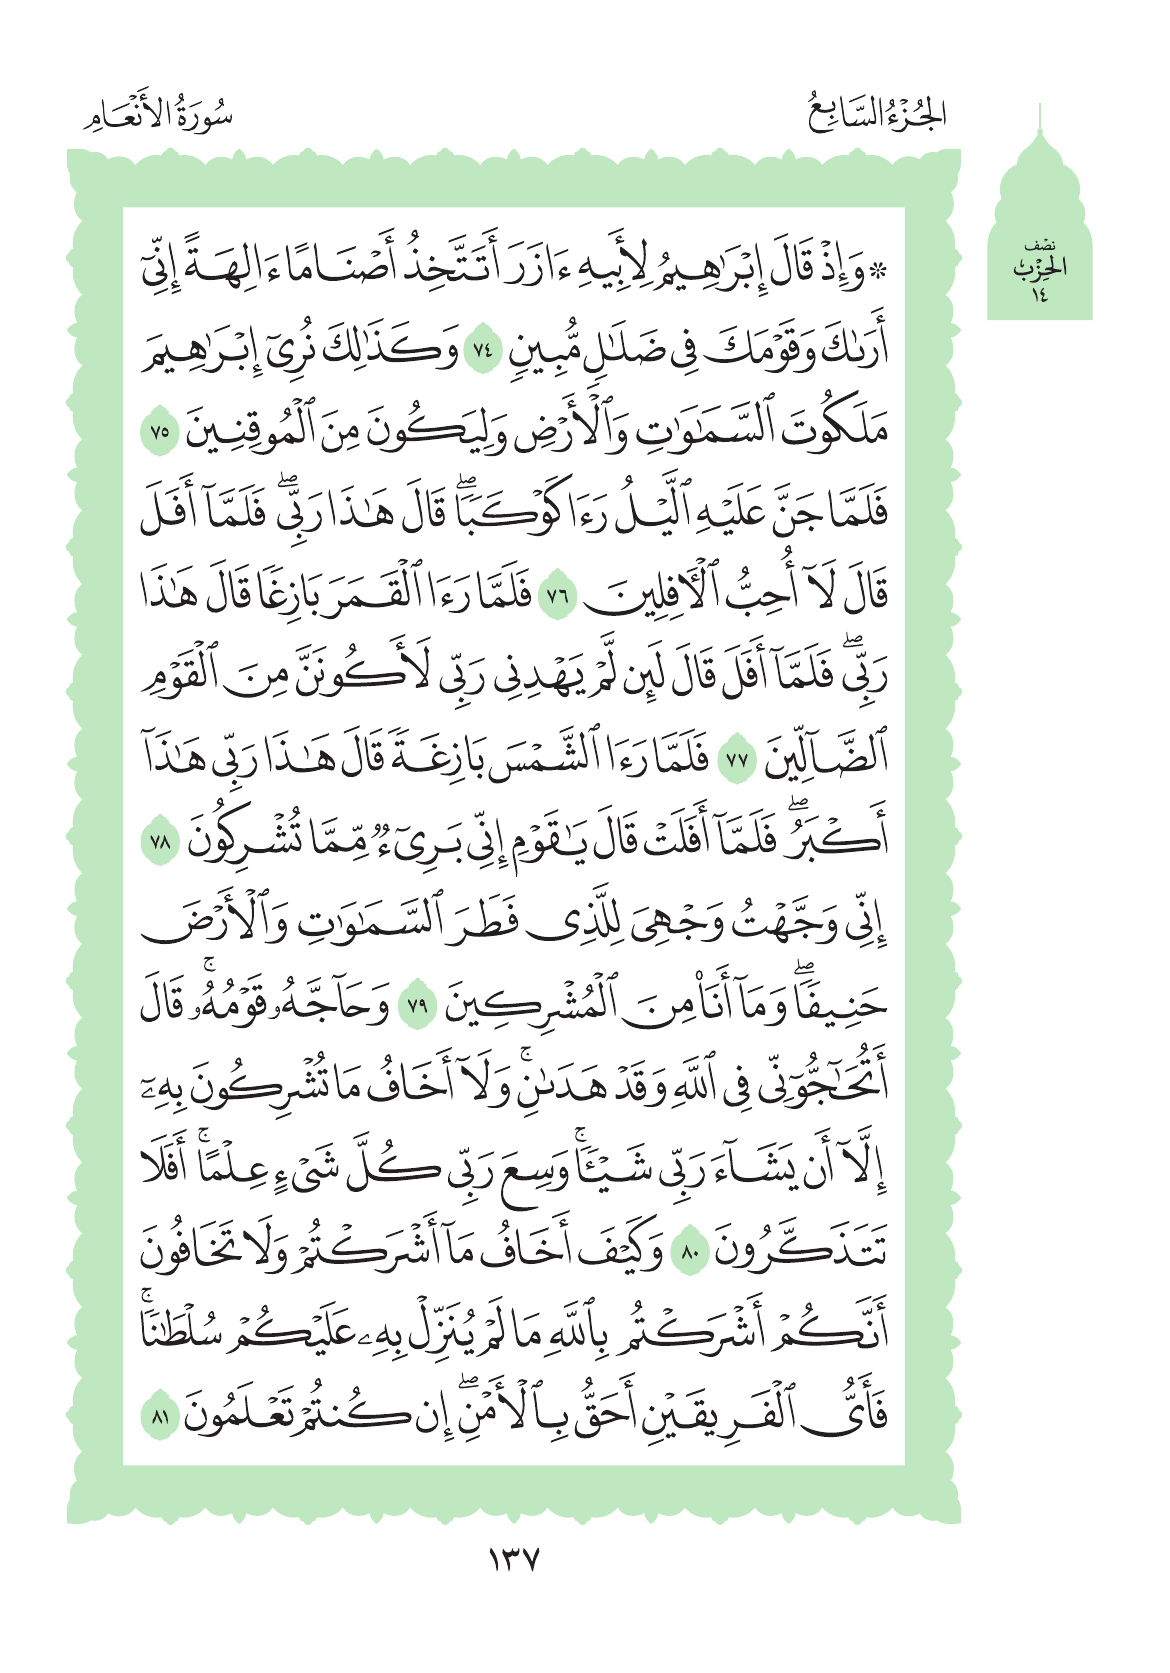 الجُزْءُ السَّابِعُ
سُورَةُ الأَنْعَامِ
نصْف
الحِزْب
١٤
۞ وَإِذْ قَالَ إِبْرَٰهِيمُ لِأَبِيهِ ءَازَرَ أَتَتَّخِذُ أَصْنَامًا ءَالِهَةً إِنِّىٓ
أَرَىٰكَ وَقَوْمَكَ فِى ضَلَٰلٍ مُّبِينٍ ٧٤ وَكَذَٰلِكَ نُرِىٓ إِبْرَٰهِيمَ
مَلَكُوتَ ٱلسَّمَٰوَٰتِ وَٱلْأَرْضِ وَلِيَكُونَ مِنَ ٱلْمُوقِنِينَ ٧٥
فَلَمَّا جَنَّ عَلَيْهِ ٱلَّيْلُ رَءَا كَوْكَبًاۖ قَالَ هَٰذَا رَبِّىۖ فَلَمَّآ أَفَلَ
قَالَ لَآ أُحِبُّ ٱلْءَافِلِينَ ٧٦ فَلَمَّا رَءَا ٱلْقَمَرَ بَازِغًا قَالَ هَٰذَا
رَبِّىۖ فَلَمَّآ أَفَلَ قَالَ لَئِن لَّمْ يَهْدِنِى رَبِّى لَأَكُونَنَّ مِنَ ٱلْقَوْمِ
ٱلضَّآلِّينَ ٧٧ فَلَمَّا رَءَا ٱلشَّمْسَ بَازِغَةً قَالَ هَٰذَا رَبِّى هَٰذَآ
أَكْبَرُۖ فَلَمَّآ أَفَلَتْ قَالَ يَٰقَوْمِ إِنِّى بَرِىٓءٌ مِّمَّا تُشْرِكُونَ ٧٨
إِنِّى وَجَّهْتُ وَجْهِىَ لِلَّذِى فَطَرَ ٱلسَّمَٰوَٰتِ وَٱلْأَرْضَ
حَنِيفًاۖ وَمَآ أَنَا۠ مِنَ ٱلْمُشْرِكِينَ ٧٩ وَحَآجَّهُۥ قَوْمُهُۥۚ قَالَ
أَتُحَٰٓجُّوٓنِّى فِى ٱللَّهِ وَقَدْ هَدَىٰنِۚ وَلَآ أَخَافُ مَا تُشْرِكُونَ بِهِۦٓ
إِلَّآ أَن يَشَآءَ رَبِّى شَيْـًٔاۚ وَسِعَ رَبِّى كُلَّ شَىْءٍ عِلْمًاۚ أَفَلَا
تَتَذَكَّرُونَ ٨٠ وَكَيْفَ أَخَافُ مَآ أَشْرَكْتُمْ وَلَا تَخَافُونَ
أَنَّكُمْ أَشْرَكْتُم بِٱللَّهِ مَا لَمْ يُنَزِّلْ بِهِۦ عَلَيْكُمْ سُلْطَٰنًاۚ
فَأَىُّ ٱلْفَرِيقَيْنِ أَحَقُّ بِٱلْأَمْنِۖ إِن كُنتُمْ تَعْلَمُونَ ٨١
١٣٧